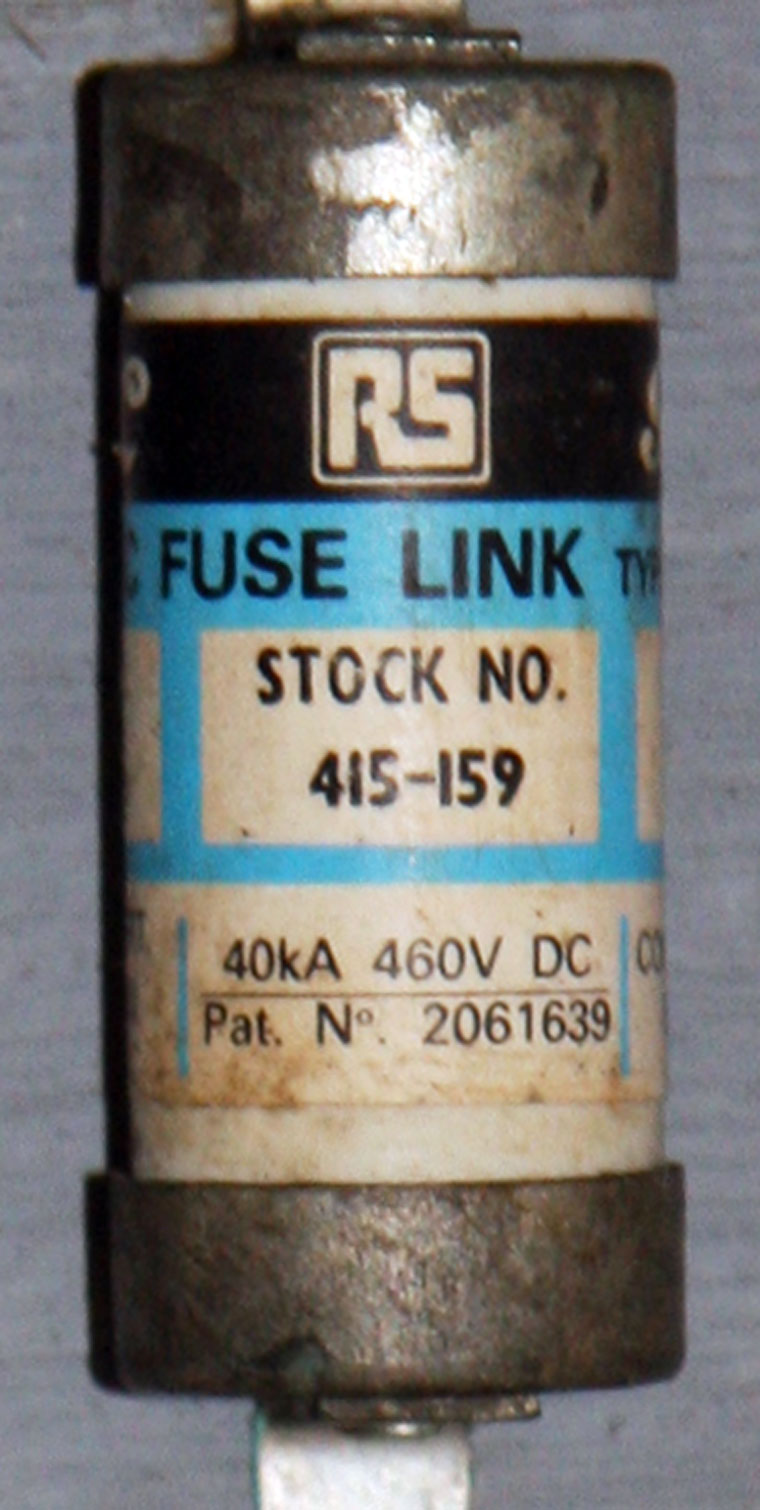 RS
FUSE LINK
STOCK NO.
415-159
40kA 460V DC
Pat. Nº. 2061639